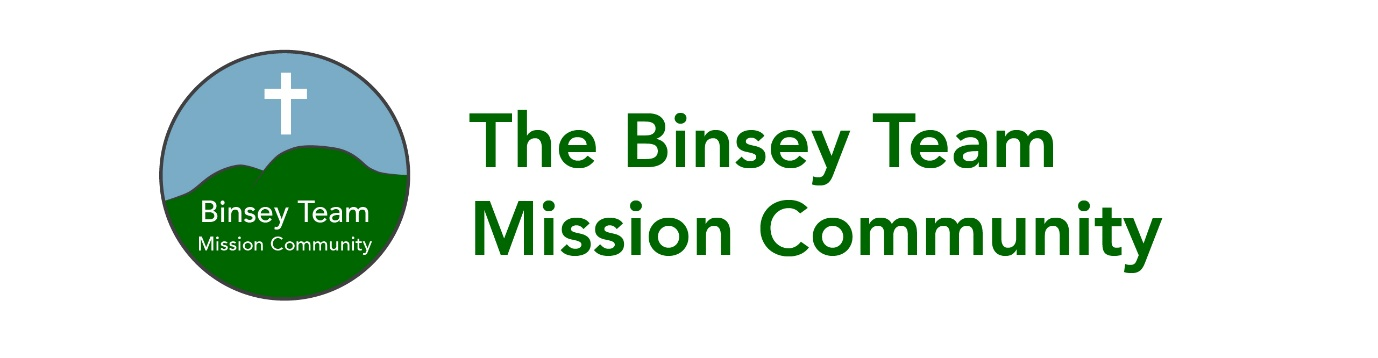 Binsey Team
Mission Community
The Binsey Team
Mission Community